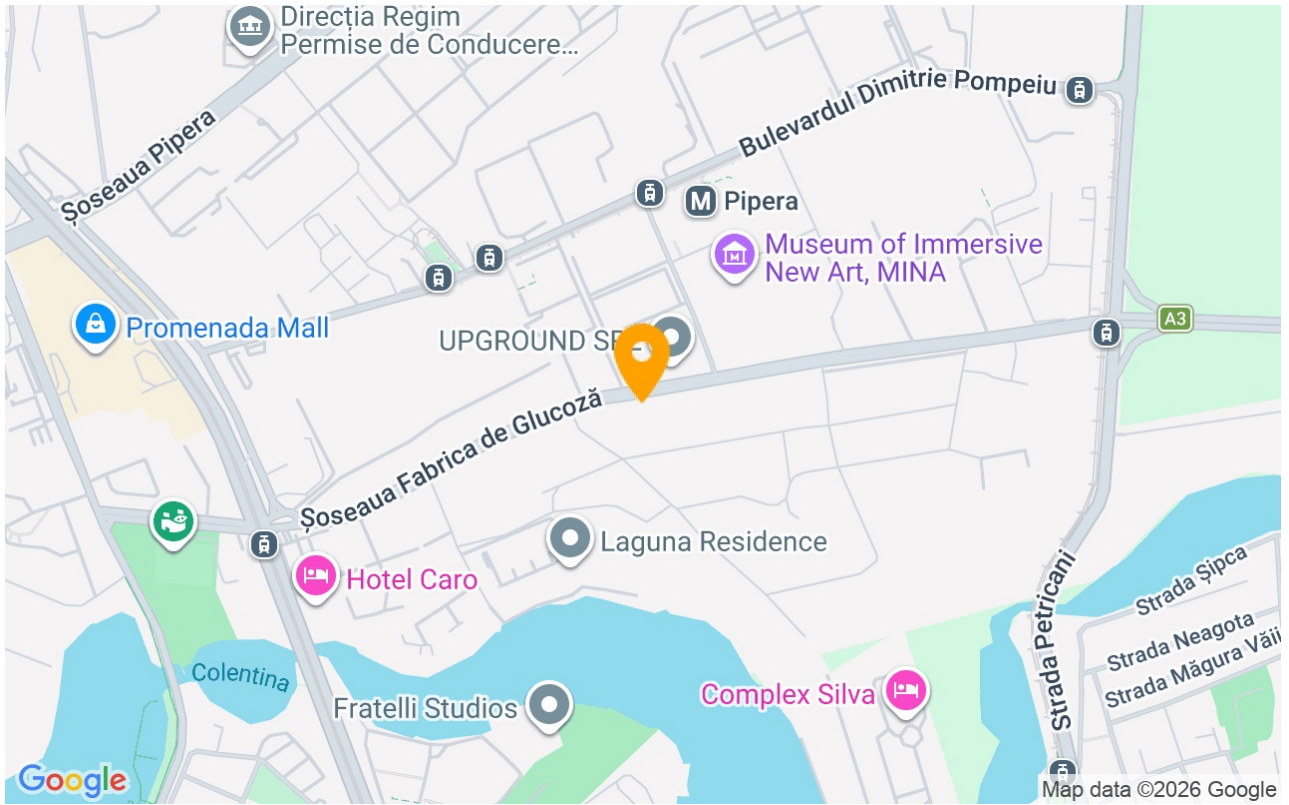 Direcția Regim
Permise de Conducere...
Șoseaua Pipera
Bulevardul Dimitrie Pompeiu
M Pipera
Museum of Immersive
New Art, MINA
Promenada Mall
A3
UPGROUND
Șoseaua Fabrica de Glucoză
Laguna Residence
Hotel Caro
Strada Șipca
Strada Petricani
Strada Neagota
Strada Măgura Văii
Colentina
Complex Silva
Fratelli Studios
Google
Map data ©2026 Google